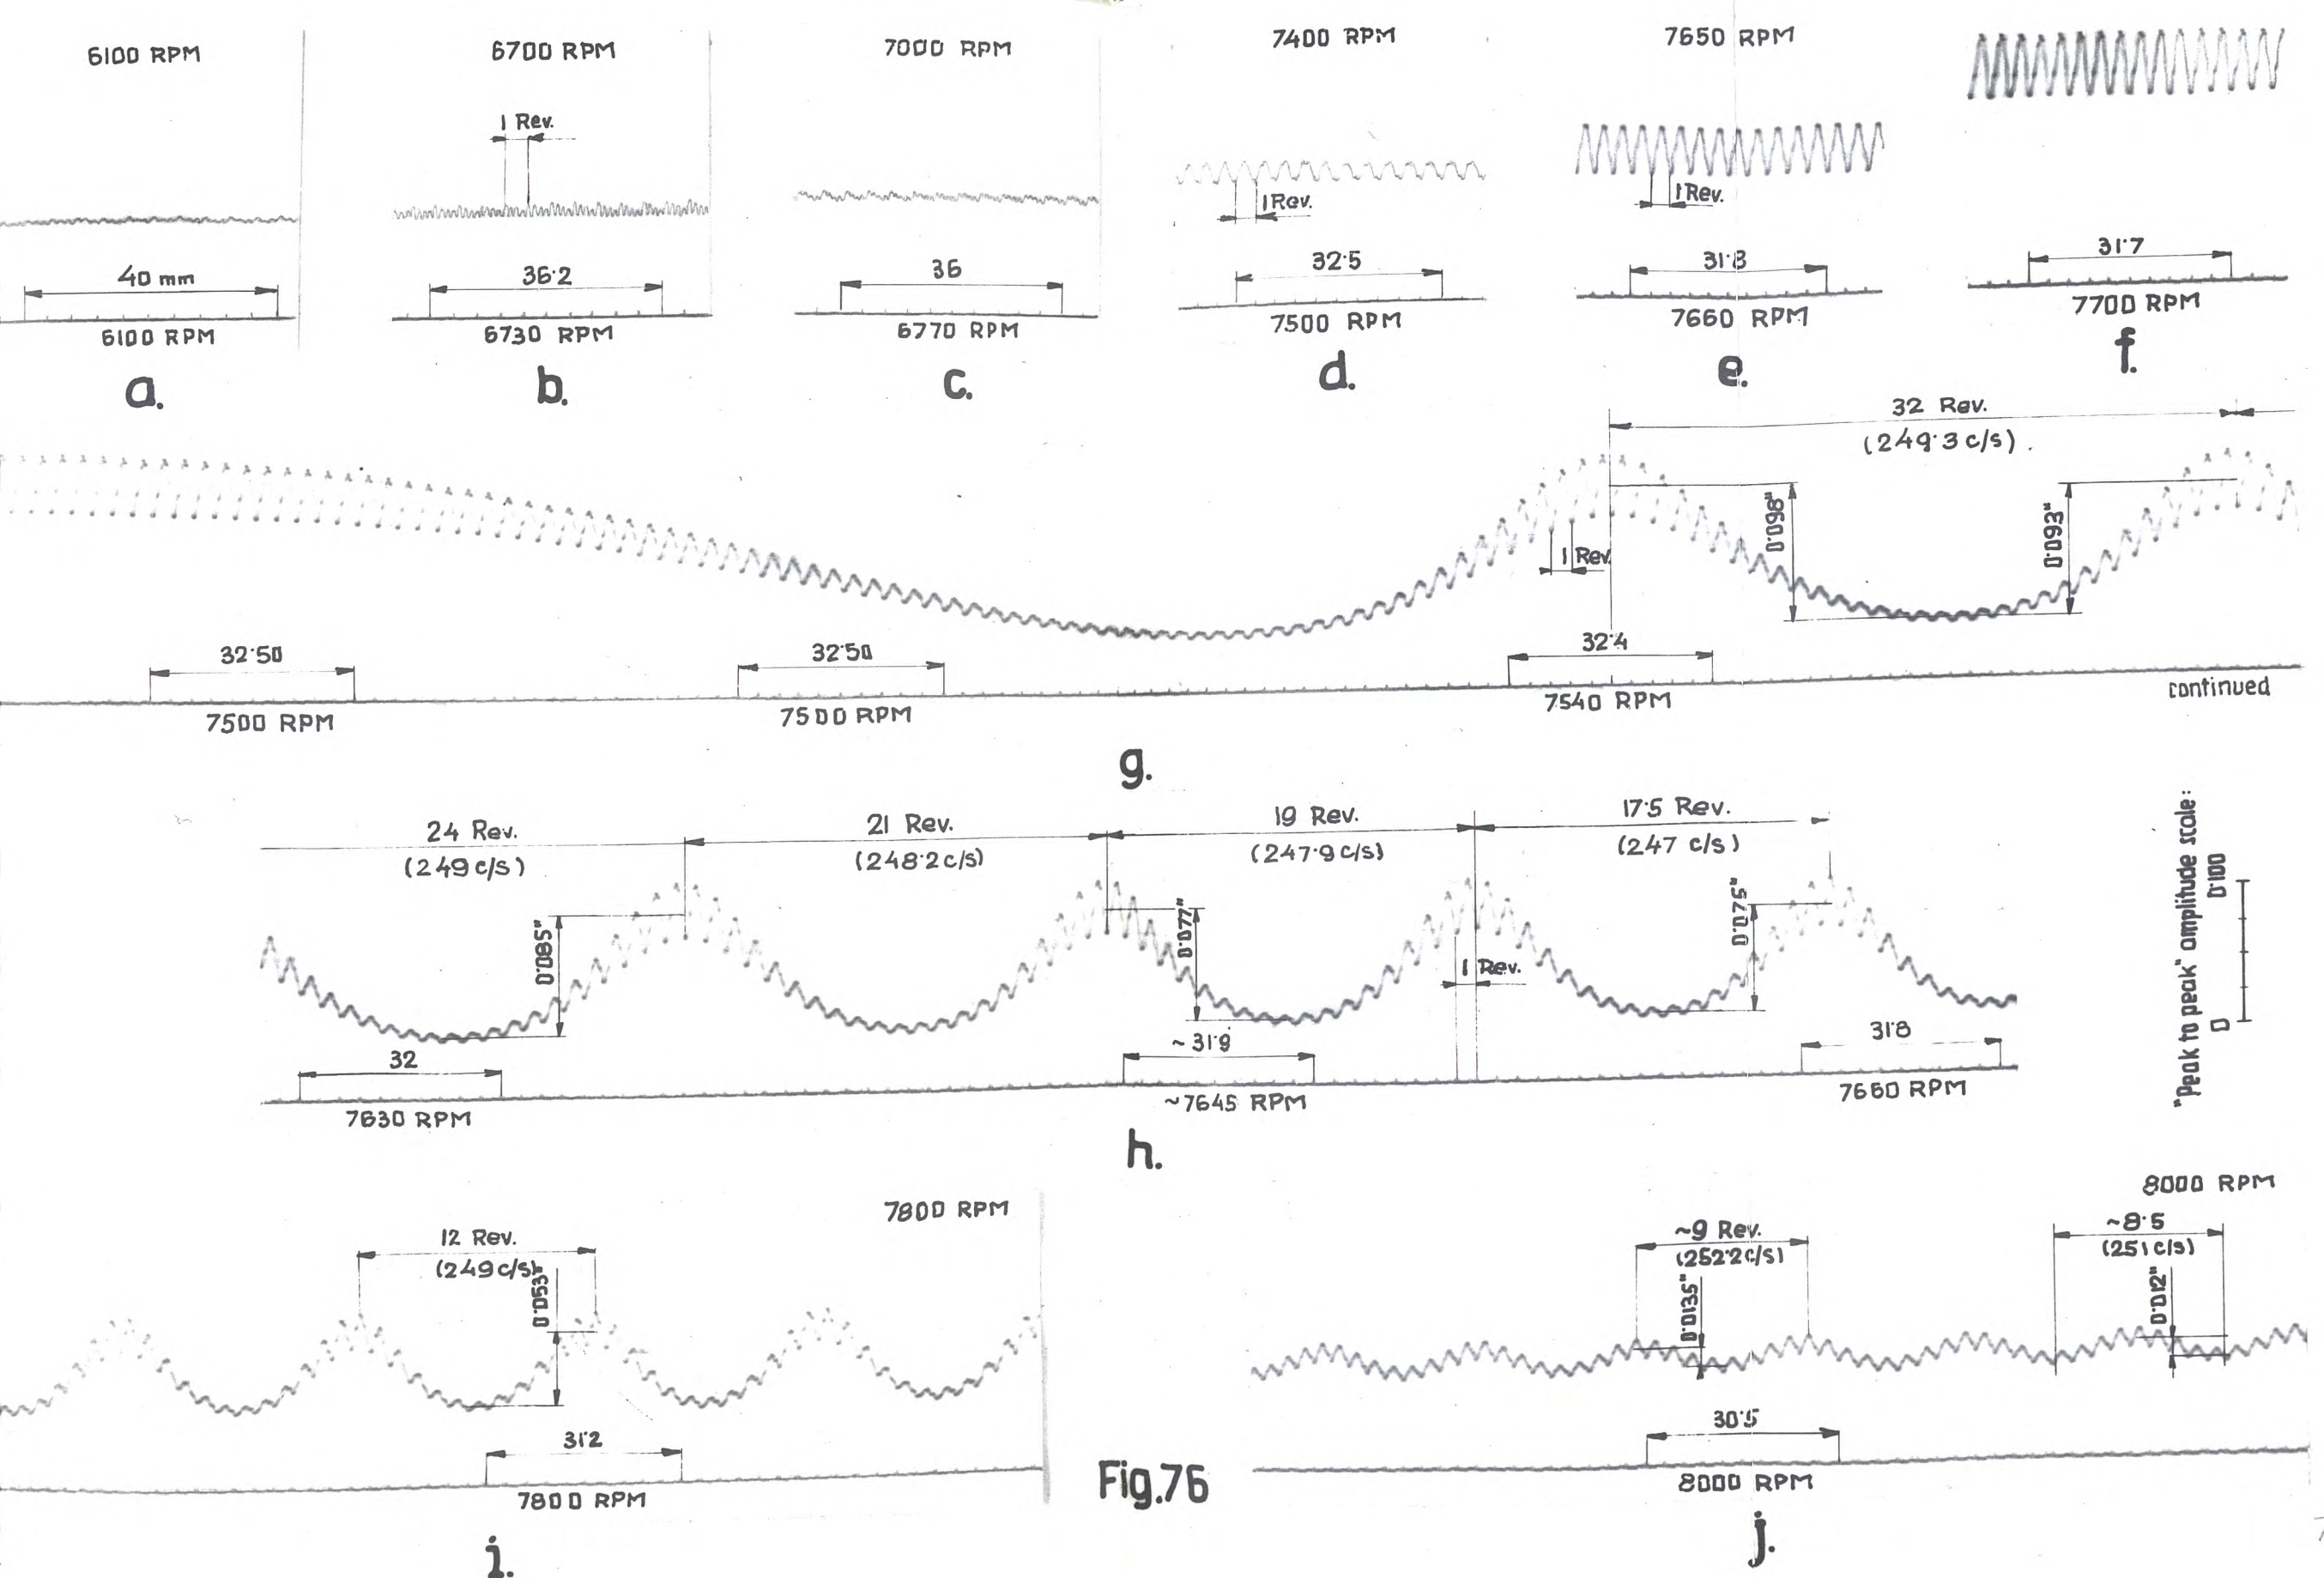 6100 RPM
40 mm
6100 RPM
a.
6700 RPM
1 Rev.
36·2
6730 RPM
b.
7000 RPM
36
6770 RPM
c.
7400 RPM
1 Rev.
32·5
7500 RPM
d.
7650 RPM
1 Rev.
31·8
7660 RPM
e.
31·7
7700 RPM
f.
32 Rev.
(249·3 c/s).
0·098"
0·093"
1 Rev.
32·50
7500 RPM
32·50
7500 RPM
32·4
7540 RPM
continued
g.
24 Rev.
(249 c/s)
21 Rev.
(248·2 c/s)
19 Rev.
(247·9 c/s)
17·5 Rev.
(247 c/s)
0·085"
0·077"
1 Rev.
0·075"
32
7630 RPM
~ 31·9
~7645 RPM
31·8
7660 RPM
h.
"Peak to peak" amplitude scale:
0 0·100
7800 RPM
12 Rev.
(249 c/s)
0·053"
31·2
7800 RPM
i.
Fig.76
8000 RPM
~9 Rev.
(252·2 c/s)
~8·5
(251 c/s)
0·0135"
0·012"
30·5
8000 RPM
j.